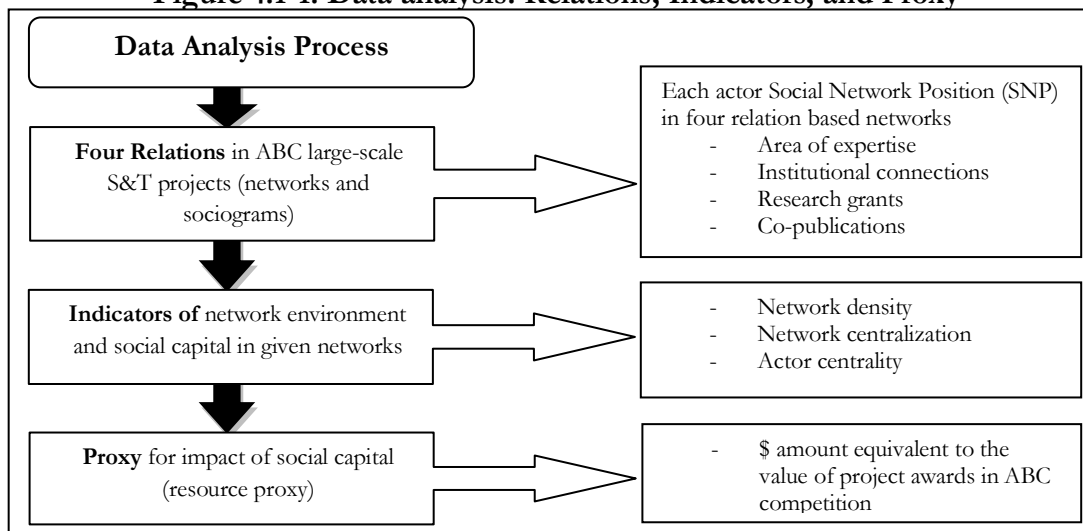 Figure 4.1-1. Data analysis: Relations, Indicators, and Proxy
Data Analysis Process
Four Relations in ABC large-scale
S&T projects (networks and
sociograms)
Each actor Social Network Position (SNP)
in four relation based networks
- Area of expertise
- Institutional connections
- Research grants
- Co-publications
Indicators of network environment
and social capital in given networks
- Network density
- Network centralization
- Actor centrality
Proxy for impact of social capital
(resource proxy)
- $ amount equivalent to the
value of project awards in ABC
competition